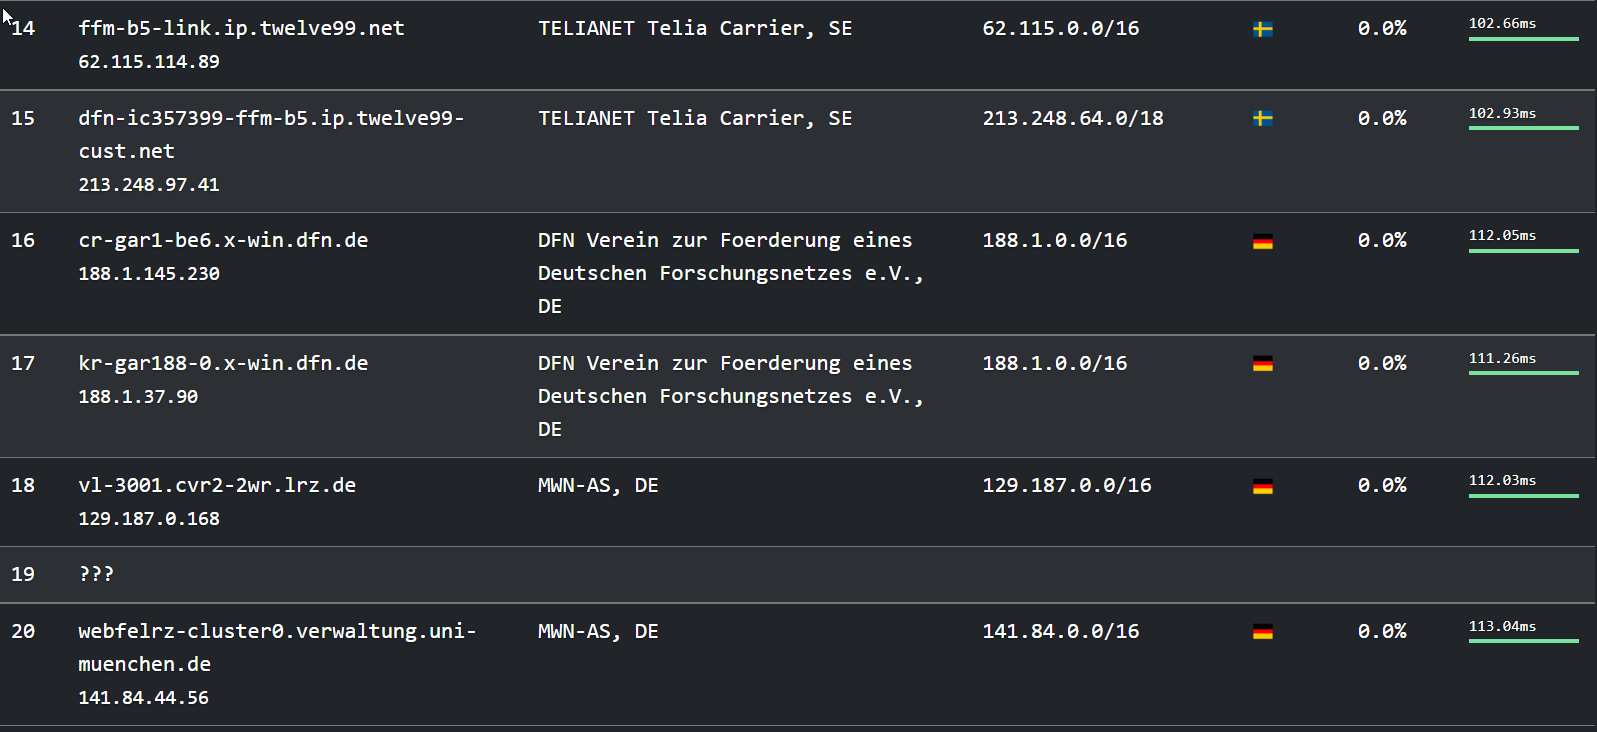 14 ffm-b5-link.ip.twelve99.net TELIANET Telia Carrier, SE 62.115.0.0/16 0.0% 102.66ms
62.115.114.89
15 dfn-ic357399-ffm-b5.ip.twelve99- TELIANET Telia Carrier, SE 213.248.64.0/18 0.0% 102.93ms
cust.net
213.248.97.41
16 cr-gar1-be6.x-win.dfn.de DFN Verein zur Foerderung eines 188.1.0.0/16 0.0% 112.05ms
188.1.145.230 Deutschen Forschungsnetzes e.V.,
DE
17 kr-gar188-0.x-win.dfn.de DFN Verein zur Foerderung eines 188.1.0.0/16 0.0% 111.26ms
188.1.37.90 Deutschen Forschungsnetzes e.V.,
DE
18 vl-3001.cvr2-2wr.lrz.de MWN-AS, DE 129.187.0.0/16 0.0% 112.03ms
129.187.0.168
19 ???
20 webfelrz-cluster0.verwaltung.uni- MWN-AS, DE 141.84.0.0/16 0.0% 113.04ms
muenchen.de
141.84.44.56